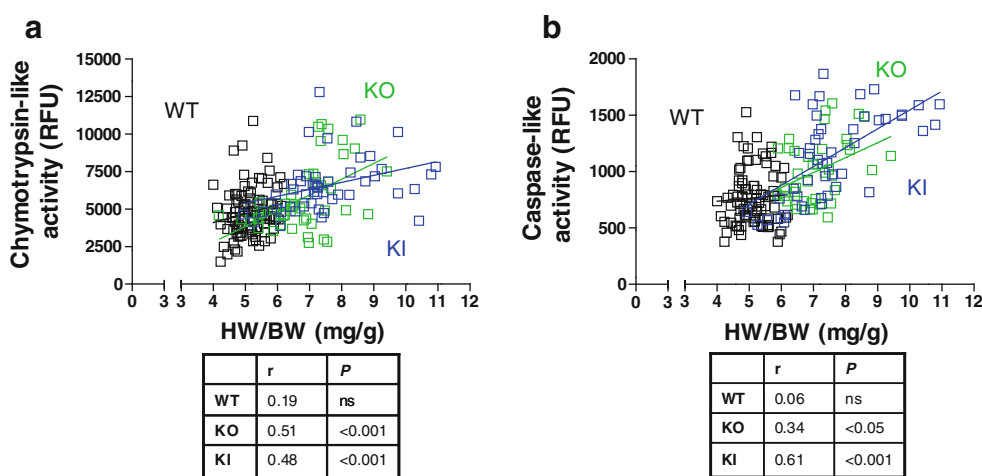 a
Chymotrypsin-like
activity (RFU)
15000
12500
10000
7500
5000
2500
0
WT
KO
KI
0 3 3 4 5 6 7 8 9 10 11 12
HW/BW (mg/g)
r P
WT 0.19 ns
KO 0.51 <0.001
KI 0.48 <0.001
b
Caspase-like
activity (RFU)
2000
1500
1000
500
0
WT
KO
KI
0 3 3 4 5 6 7 8 9 10 11 12
HW/BW (mg/g)
r P
WT 0.06 ns
KO 0.34 <0.05
KI 0.61 <0.001